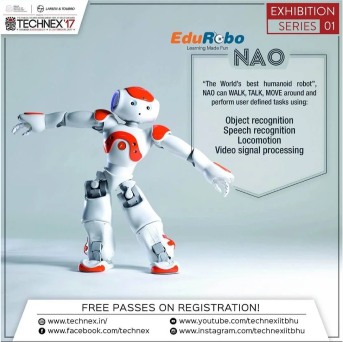 LARSEN & TOUBRO
TECHNEX'17
EduRobo
Learning Made Fun
EXHIBITION
SERIES 01
NAO
"The World's best humanoid robot",
NAO can WALK, TALK, MOVE around and
perform user defined tasks using:
Object recognition
Speech recognition
Locomotion
Video signal processing
FREE PASSES ON REGISTRATION!
www.technex.in/
www.youtube.com/technexiitbhu
www.facebook.com/technex
www.instagram.com/technexiitbhu